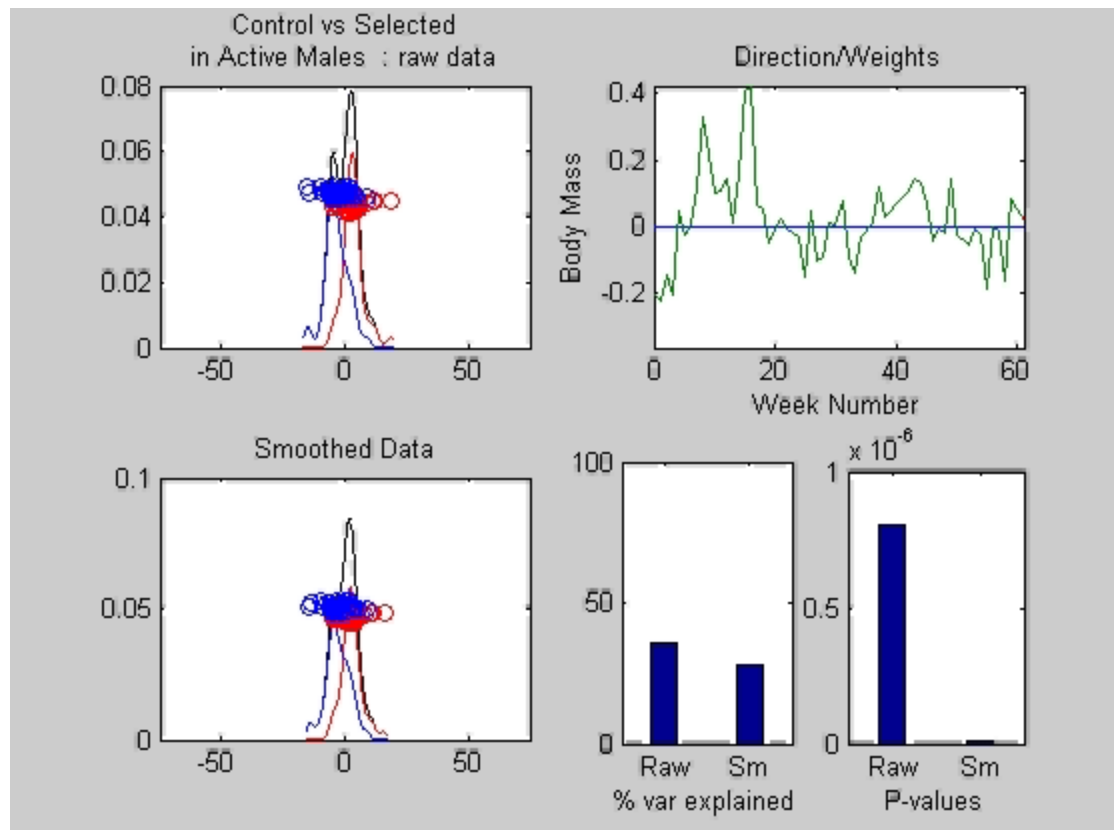 Control vs Selected
in Active Males : raw data
0.08
0.06
0.04
0.02
0
-50 0 50
Direction/Weights
0.4
0.2
0
-0.2
Body Mass
0 20 40 60
Week Number
Smoothed Data
0.1
0.05
0
-50 0 50
100
50
0
Raw Sm
% var explained
x 10-6
1
0.5
0
Raw Sm
P-values